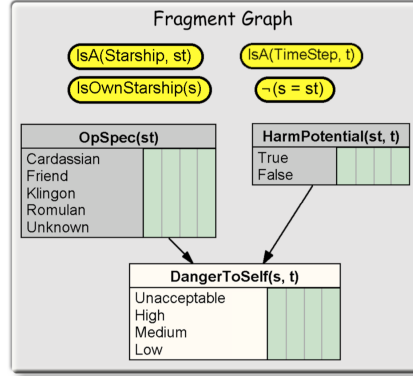 Fragment Graph
IsA(Starship, st)
IsA(TimeStep, t)
IsOwnStarship(s)
¬(s = st)
OpSpec(st)
Cardassian
Friend
Klingon
Romulan
Unknown
HarmPotential(st, t)
True
False
DangerToSelf(s, t)
Unacceptable
High
Medium
Low